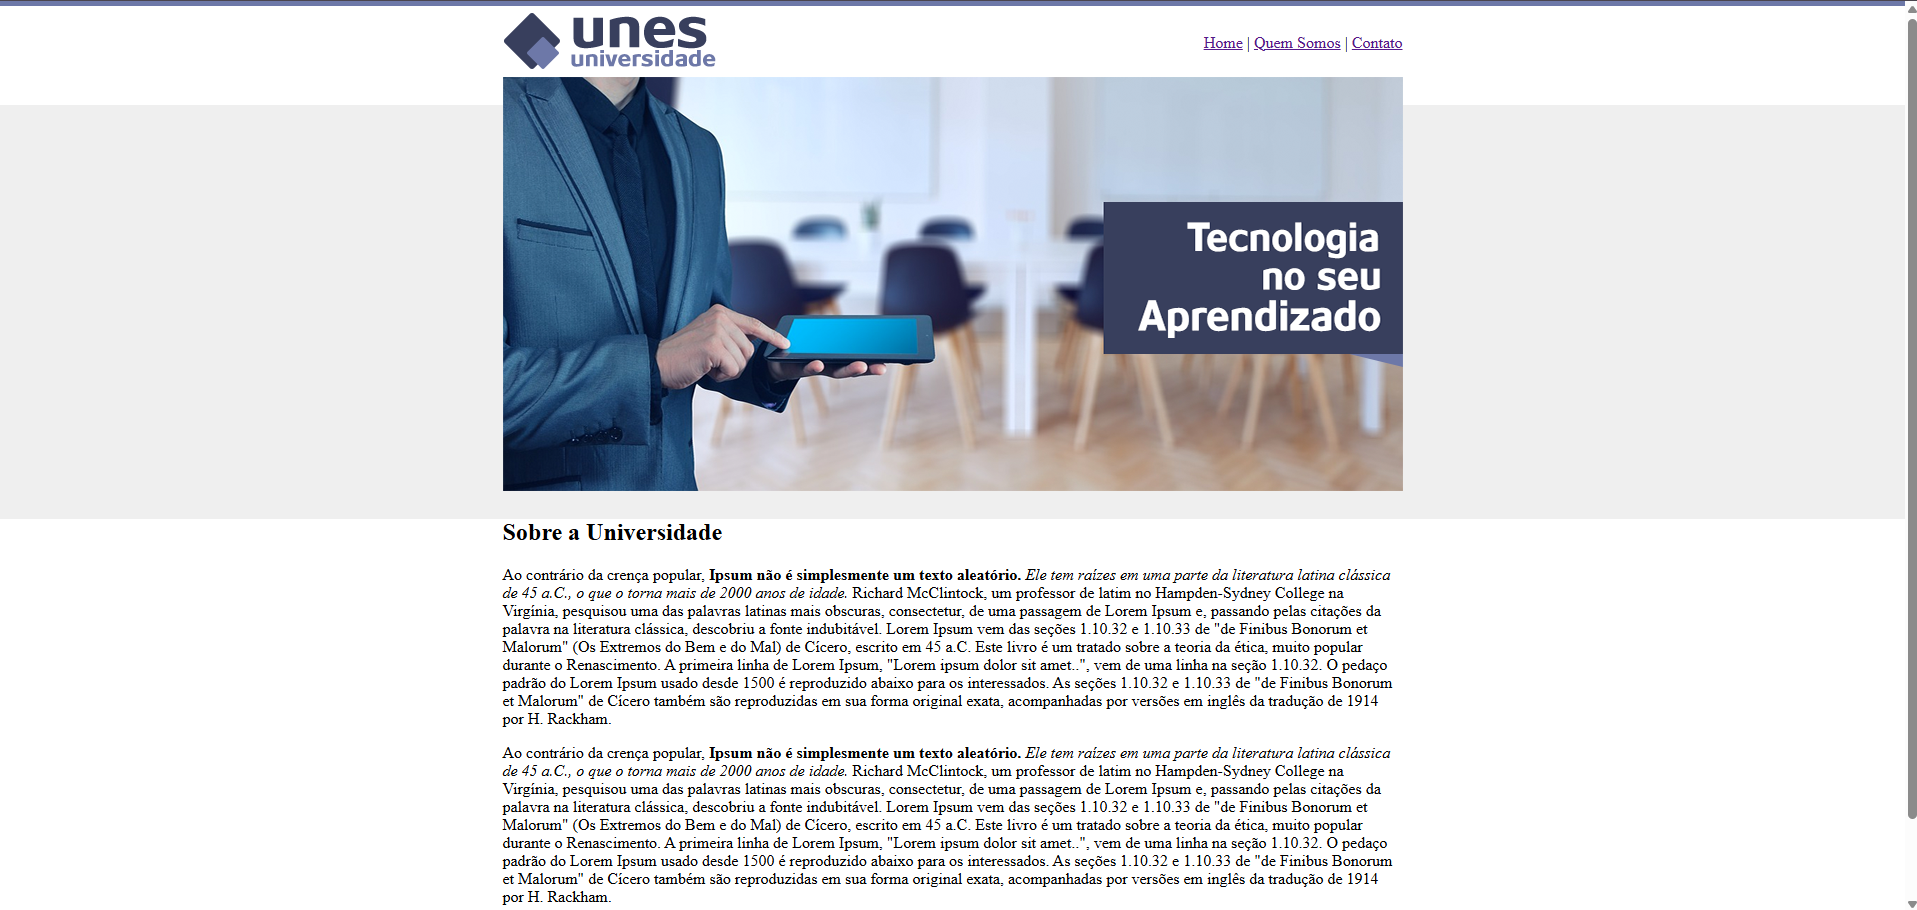 unes
universidade
Home | Quem Somos | Contato
Tecnologia
no seu
Aprendizado
Sobre a Universidade
Ao contrário da crença popular, Ipsum não é simplesmente um texto aleatório. Ele tem raízes em uma parte da literatura latina clássica
de 45 a.C., o que o torna mais de 2000 anos de idade. Richard McClintock, um professor de latim no Hampden-Sydney College na
Virgínia, pesquisou uma das palavras latinas mais obscuras, consectetur, de uma passagem de Lorem Ipsum e, passando pelas citações da
palavra na literatura clássica, descobriu a fonte indubitável. Lorem Ipsum vem das seções 1.10.32 e 1.10.33 de "de Finibus Bonorum et
Malorum" (Os Extremos do Bem e do Mal) de Cícero, escrito em 45 a.C. Este livro é um tratado sobre a teoria da ética, muito popular
durante o Renascimento. A primeira linha de Lorem Ipsum, "Lorem ipsum dolor sit amet..", vem de uma linha na seção 1.10.32. O pedaço
padrão do Lorem Ipsum usado desde 1500 é reproduzido abaixo para os interessados. As seções 1.10.32 e 1.10.33 de "de Finibus Bonorum
et Malorum" de Cícero também são reproduzidas em sua forma original exata, acompanhadas por versões em inglês da tradução de 1914
por H. Rackham.
Ao contrário da crença popular, Ipsum não é simplesmente um texto aleatório. Ele tem raízes em uma parte da literatura latina clássica
de 45 a.C., o que o torna mais de 2000 anos de idade. Richard McClintock, um professor de latim no Hampden-Sydney College na
Virgínia, pesquisou uma das palavras latinas mais obscuras, consectetur, de uma passagem de Lorem Ipsum e, passando pelas citações da
palavra na literatura clássica, descobriu a fonte indubitável. Lorem Ipsum vem das seções 1.10.32 e 1.10.33 de "de Finibus Bonorum et
Malorum" (Os Extremos do Bem e do Mal) de Cícero, escrito em 45 a.C. Este livro é um tratado sobre a teoria da ética, muito popular
durante o Renascimento. A primeira linha de Lorem Ipsum, "Lorem ipsum dolor sit amet..", vem de uma linha na seção 1.10.32. O pedaço
padrão do Lorem Ipsum usado desde 1500 é reproduzido abaixo para os interessados. As seções 1.10.32 e 1.10.33 de "de Finibus Bonorum
et Malorum" de Cícero também são reproduzidas em sua forma original exata, acompanhadas por versões em inglês da tradução de 1914
por H. Rackham.